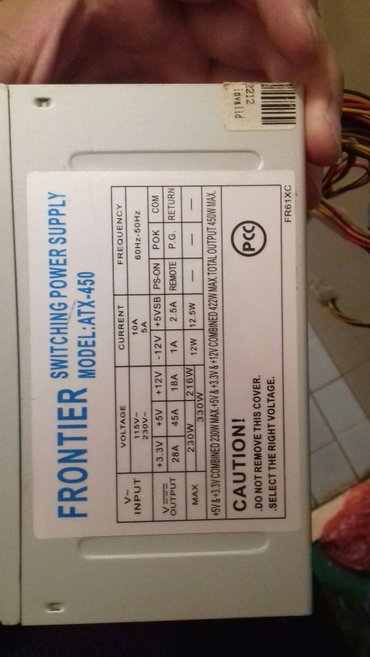 FRONTIER SWITCHING POWER SUPPLY
MODEL:ATX-450
V~ VOLTAGE CURRENT FREQUENCY
INPUT 115V~ 10A 60Hz-50Hz
230V~ 5A
V OUTPUT +3.3V +5V +12V -12V +5VSB PS-ON POK COM
28A 45A 18A 1A 2.5A REMOTE P.G. RETURN
MAX 230W 216W 12W 12.5W — — —
330W
+5V & +3.3V COMBINED 230W MAX.+5V &+3.3V & +12V COMBINED 422W MAX.TOTAL OUTPUT 450W MAX.
CAUTION!
.DO NOT REMOVE THIS COVER.
.SELECT THE RIGHT VOLTAGE.
PCC
FR61XC